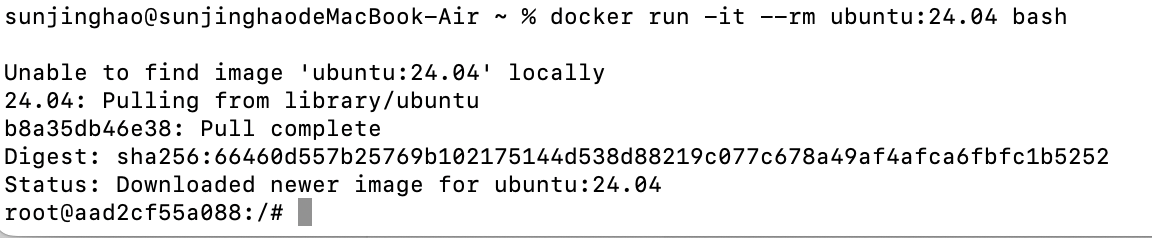 sunjinghao@sunjinghaodeMacBook-Air ~ % docker run -it --rm ubuntu:24.04 bash
Unable to find image 'ubuntu:24.04' locally
24.04: Pulling from library/ubuntu
b8a35db46e38: Pull complete
Digest: sha256:66460d557b25769b102175144d538d88219c077c678a49af4afca6fbfc1b5252
Status: Downloaded newer image for ubuntu:24.04
root@aad2cf55a088:/#